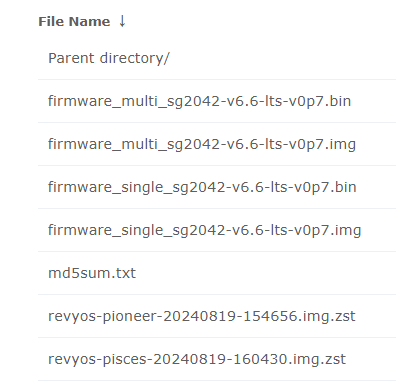 File Name ↓
Parent directory/
firmware_multi_sg2042-v6.6-lts-v0p7.bin
firmware_multi_sg2042-v6.6-lts-v0p7.img
firmware_single_sg2042-v6.6-lts-v0p7.bin
firmware_single_sg2042-v6.6-lts-v0p7.img
md5sum.txt
revyos-pioneer-20240819-154656.img.zst
revyos-pisces-20240819-160430.img.zst